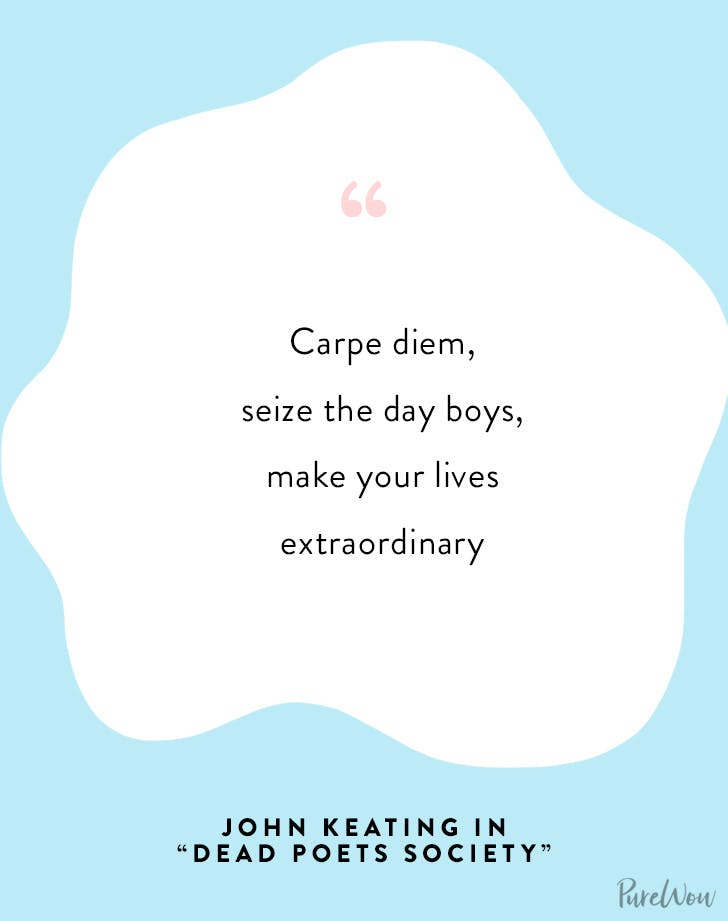 “
Carpe diem,
seize the day boys,
make your lives
extraordinary
JOHN KEATING IN
“DEAD POETS SOCIETY”
PureWow